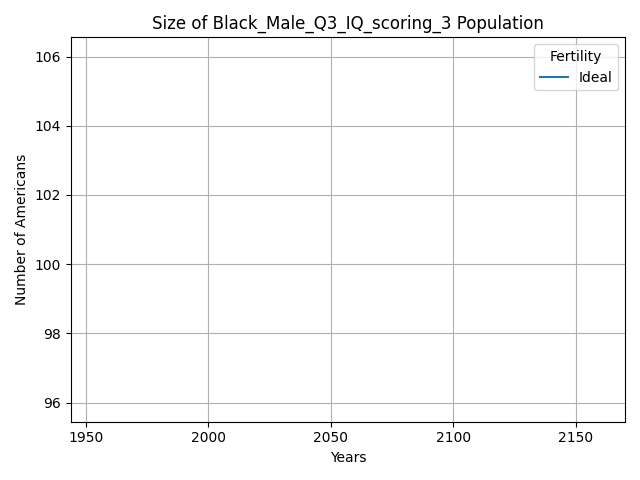 Size of Black_Male_Q3_IQ_scoring_3 Population
Fertility
Ideal
106
104
102
100
98
96
Number of Americans
1950 2000 2050 2100 2150
Years